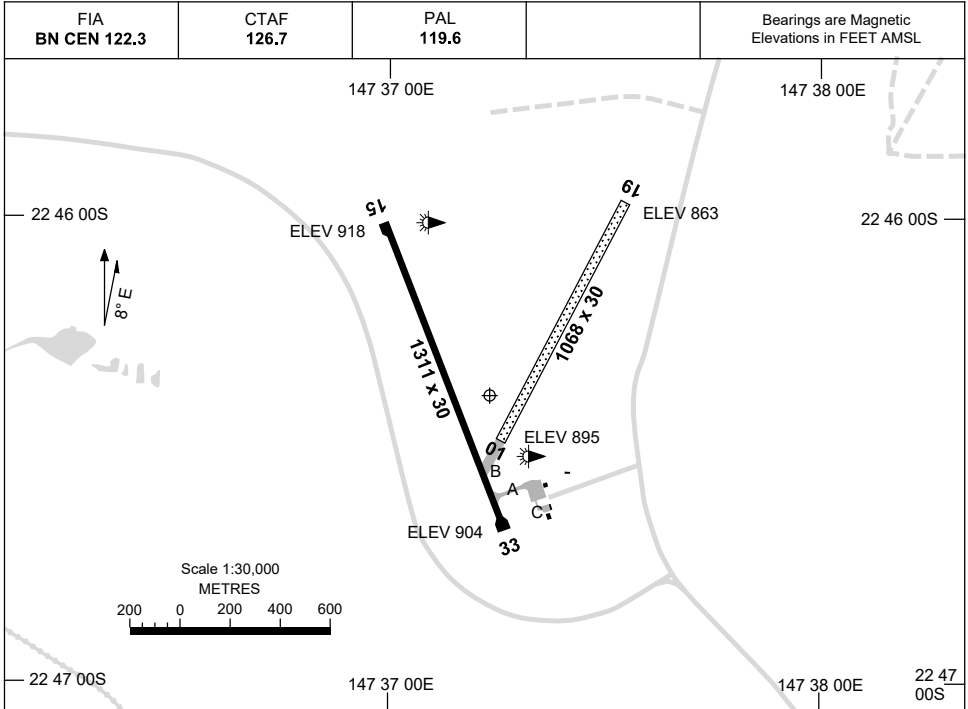 FIA
BN CEN 122.3
CTAF
126.7
PAL
119.6
Bearings are Magnetic
Elevations in FEET AMSL
147 37 00E
147 38 00E
22 46 00S
22 46 00S
15
ELEV 918
19
ELEV 863
8° E
1311 x 30
1068 x 30
01
ELEV 895
B
A
C
ELEV 904
33
Scale 1:30,000
METRES
200 0 200 400 600
22 47 00S
147 37 00E
147 38 00E
22 47
00S